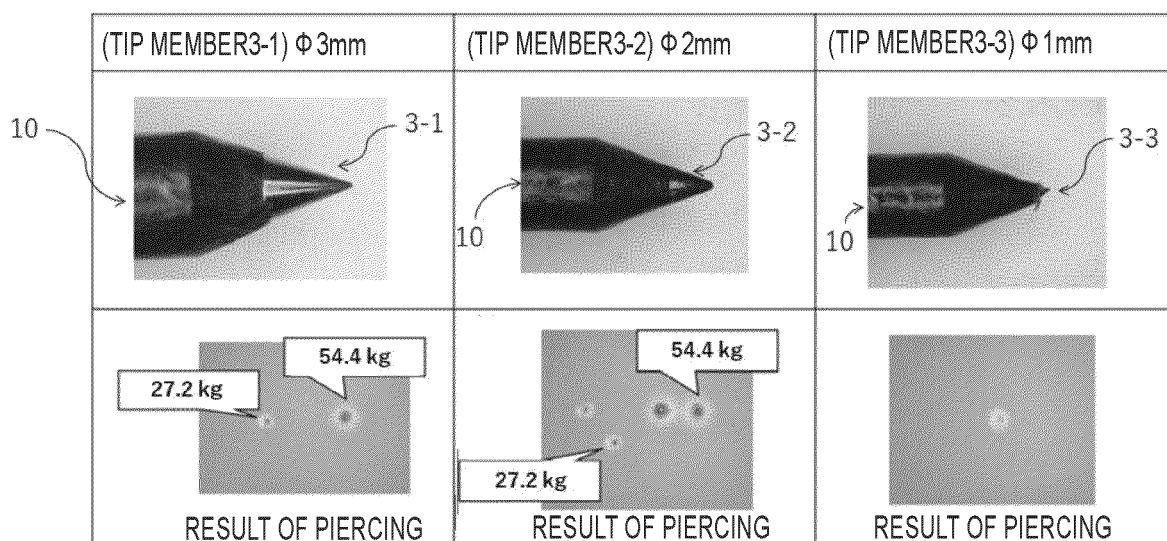 (TIP MEMBER3-1) Φ3mm
(TIP MEMBER3-2) Φ2mm
(TIP MEMBER3-3) Φ1mm
10
3-1
10
3-2
10
3-3
54.4 kg
27.2 kg
RESULT OF PIERCING
54.4 kg
27.2 kg
RESULT OF PIERCING
RESULT OF PIERCING